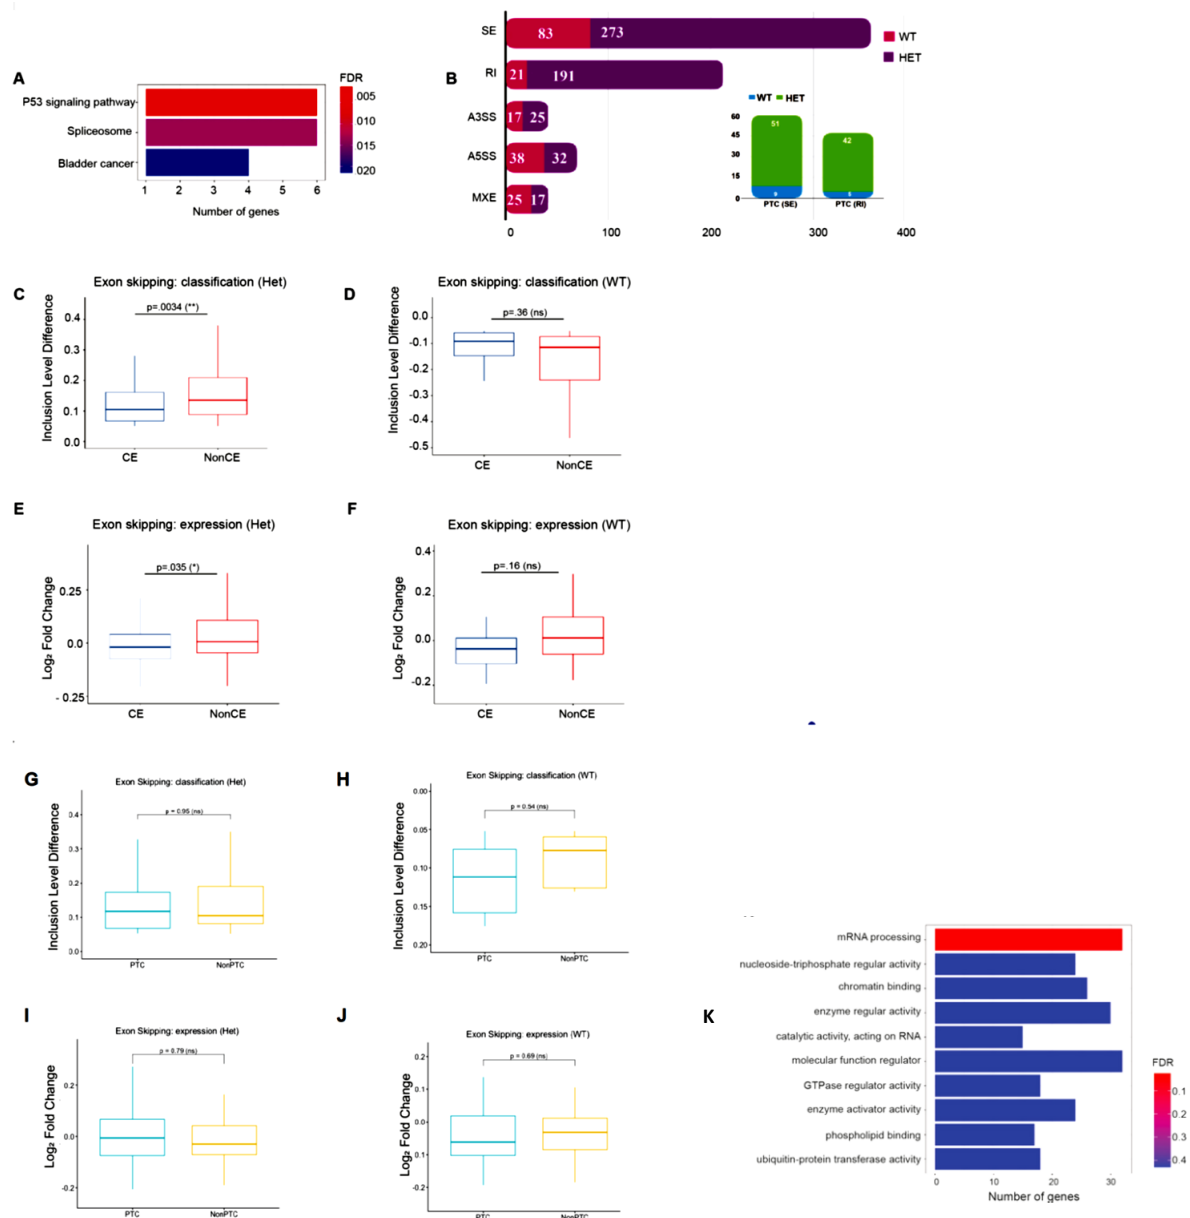 A
FDR
P53 signaling pathway
Spliceosome
Bladder cancer
005
010
015
020
1 2 3 4 5 6
Number of genes
B
SE 83 273
RI 21 191
A3SS 17 25
A5SS 38 32
MXE 25 17
0 100 200 300 400
WT
HET
WT HET
60
45
30
15
0
51
42
9
PTC (SE) PTC (RI)
C
Exon skipping: classification (Het)
p=.0034 (**)
Inclusion Level Difference
0.4
0.3
0.2
0.1
0.0
CE NonCE
D
Exon skipping: classification (WT)
p=.36 (ns)
Inclusion Level Difference
0.0
-0.1
-0.2
-0.3
-0.4
-0.5
CE NonCE
E
Exon skipping: expression (Het)
p=.035 (*)
Log₂ Fold Change
0.25
0.0
- 0.25
CE NonCE
F
Exon skipping: expression (WT)
p=.16 (ns)
Log₂ Fold Change
0.4
0.2
0.0
-0.2
CE NonCE
G
Exon Skipping: classification (Het)
p = 0.95 (ns)
Inclusion Level Difference
0.4
0.3
0.2
0.1
0.0
PTC NonPTC
H
Exon Skipping: classification (WT)
p = 0.54 (ns)
Inclusion Level Difference
0.00
0.05
0.10
0.15
0.20
PTC NonPTC
I
Exon Skipping: expression (Het)
p = 0.79 (ns)
Log₂ Fold Change
0.2
0.0
-0.2
PTC NonPTC
J
Exon Skipping: expression (WT)
p = 0.69 (ns)
Log₂ Fold Change
0.2
0.0
0.1
-0.2
PTC NonPTC
K
mRNA processing
nucleoside-triphosphate regular activity
chromatin binding
enzyme regular activity
catalytic activity, acting on RNA
molecular function regulator
GTPase regulator activity
enzyme activator activity
phospholipid binding
ubiquitin-protein transferase activity
0 10 20 30
Number of genes
FDR
0.1
0.2
0.3
0.4